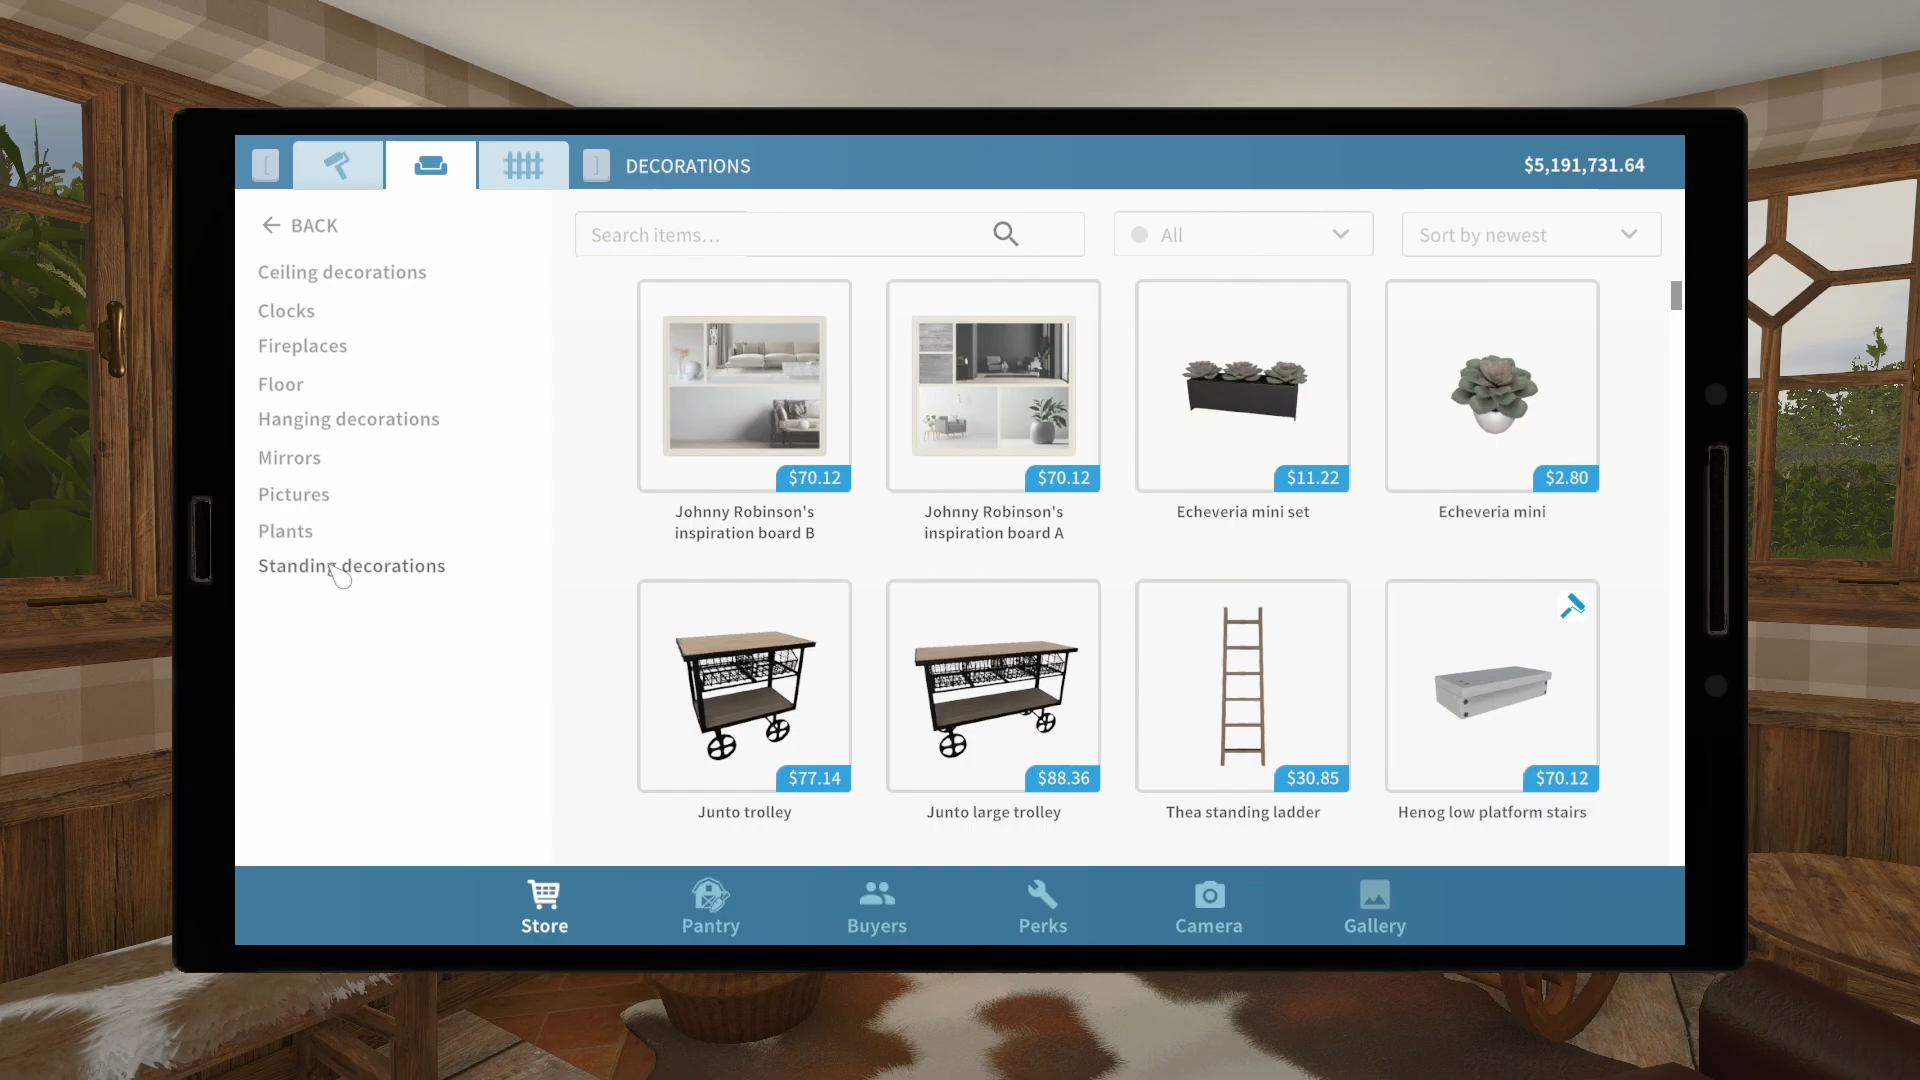 [
]
DECORATIONS
$5,191,731.64
BACK
Ceiling decorations
Clocks
Fireplaces
Floor
Hanging decorations
Mirrors
Pictures
Plants
Standing decorations
Search items...
All
Sort by newest
$70.12
$70.12
$11.22
$2.80
Johnny Robinson's
inspiration board B
Johnny Robinson's
inspiration board A
Echeveria mini set
Echeveria mini
$77.14
$88.36
$30.85
$70.12
Junto trolley
Junto large trolley
Thea standing ladder
Henog low platform stairs
Store
Pantry
Buyers
Perks
Camera
Gallery